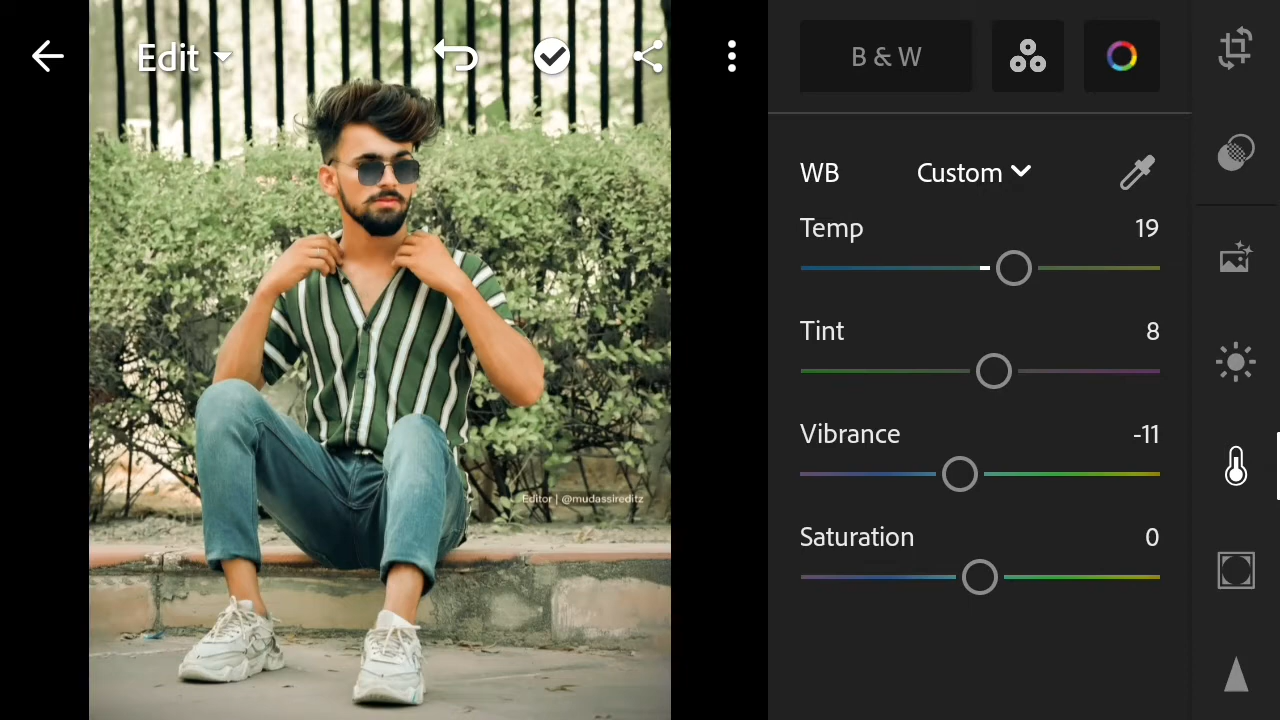 Edit
B & W
WB
Custom
Temp
19
Tint
8
Vibrance
-11
Saturation
0
Editor | @mudassireditz